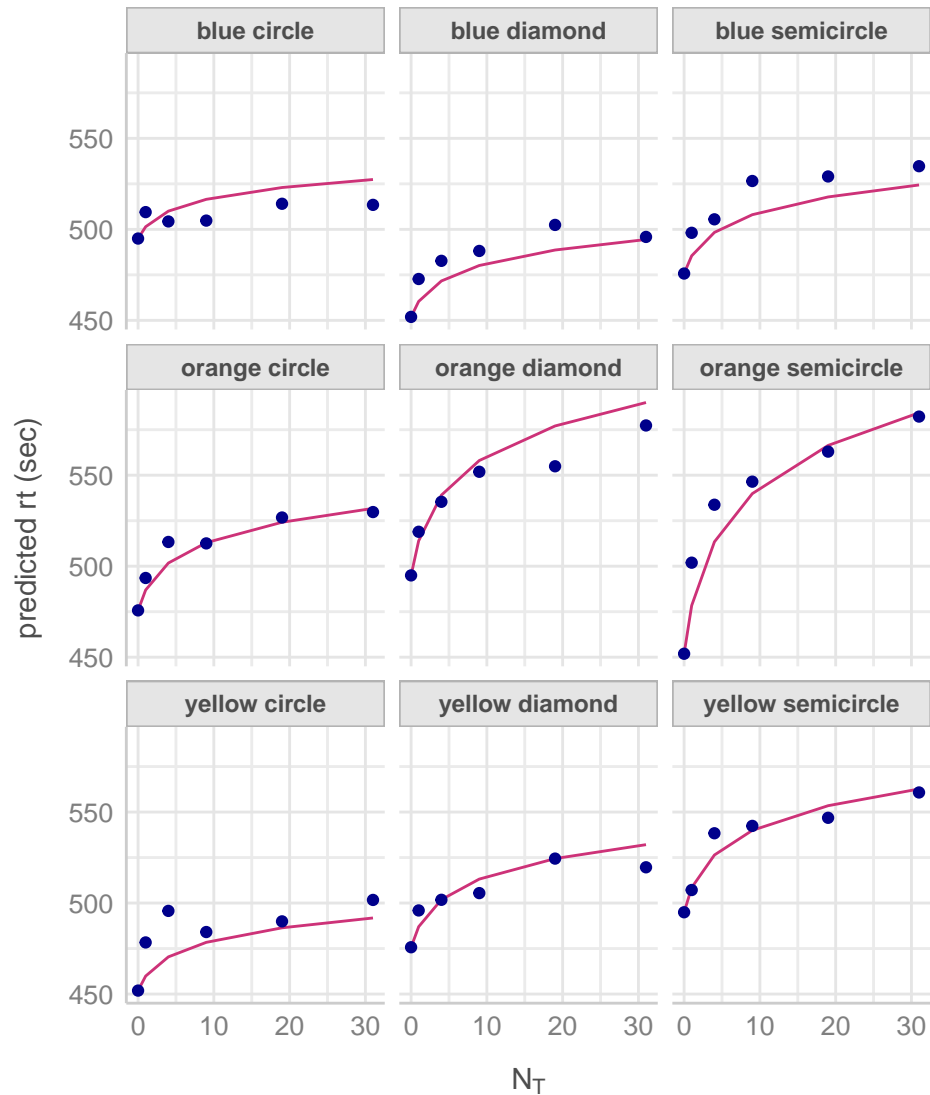 blue circle blue diamond blue semicircle
550
500
450
orange circle orange diamond orange semicircle
550
500
450
predicted rt (sec)
yellow circle yellow diamond yellow semicircle
550
500
450
0 10 20 30 0 10 20 30 0 10 20 30
N_T